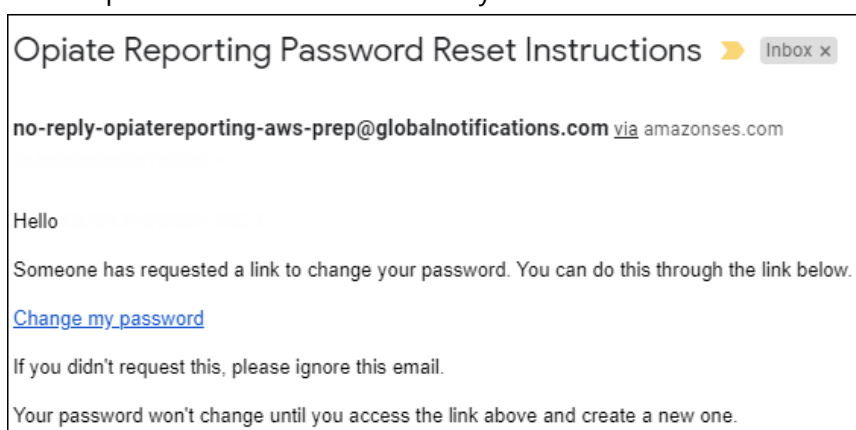 Opiate Reporting Password Reset Instructions Inbox x
no-reply-opiatereporting-aws-prep@globalnotifications.com via amazonses.com
Hello
Someone has requested a link to change your password. You can do this through the link below.
Change my password
If you didn't request this, please ignore this email.
Your password won't change until you access the link above and create a new one.